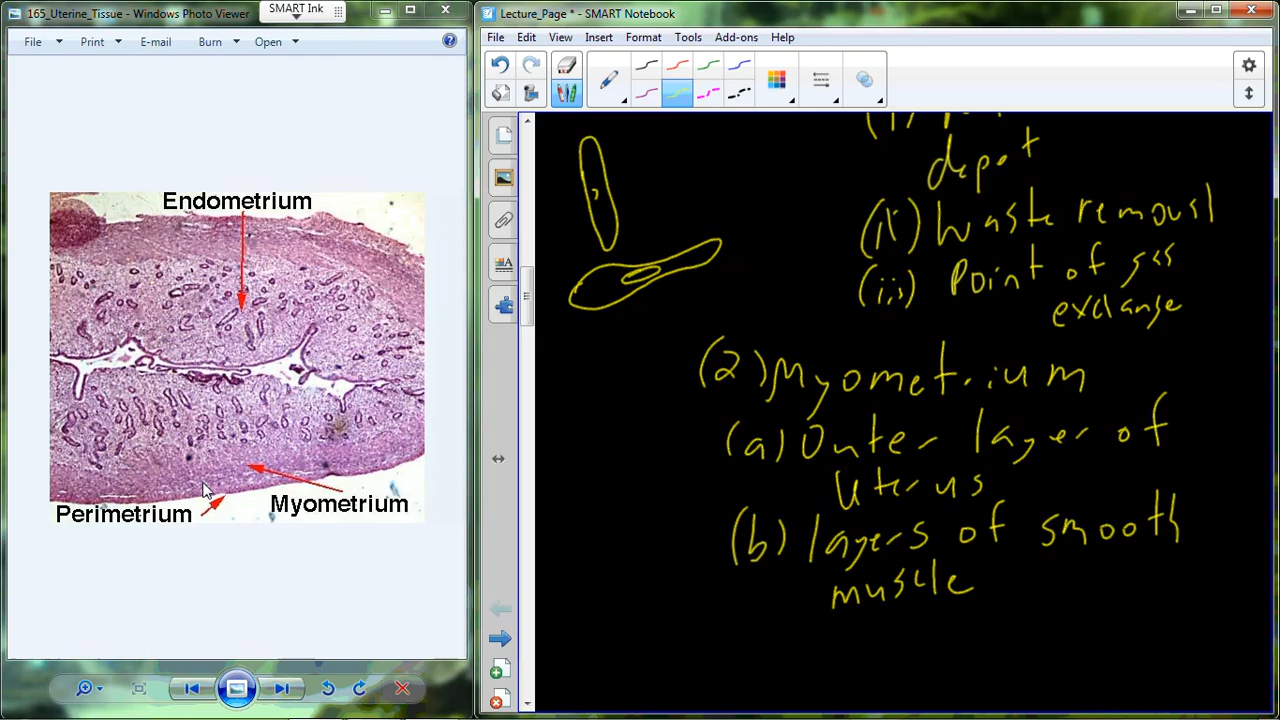 165_Uterine_Tissue - Windows Photo Viewer
SMART Ink
File Print E-mail Burn Open
Endometrium
Perimetrium
Myometrium
Lecture_Page * - SMART Notebook
File Edit View Insert Format Tools Add-ons Help
depot
(ii) Waste removal
(iii) Point of gas
exchange
(2) Myometrium
(a) Outer layer of
uterus
(b) layers of smooth
muscle